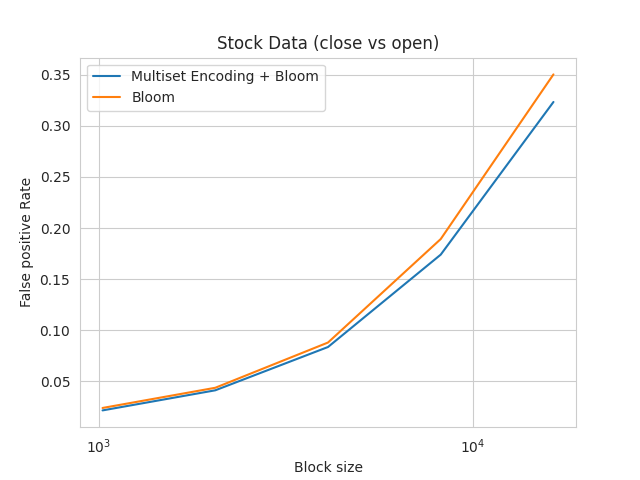 Stock Data (close vs open)
Multiset Encoding + Bloom
Bloom
False positive Rate
0.35
0.30
0.25
0.20
0.15
0.10
0.05
10³
10⁴
Block size